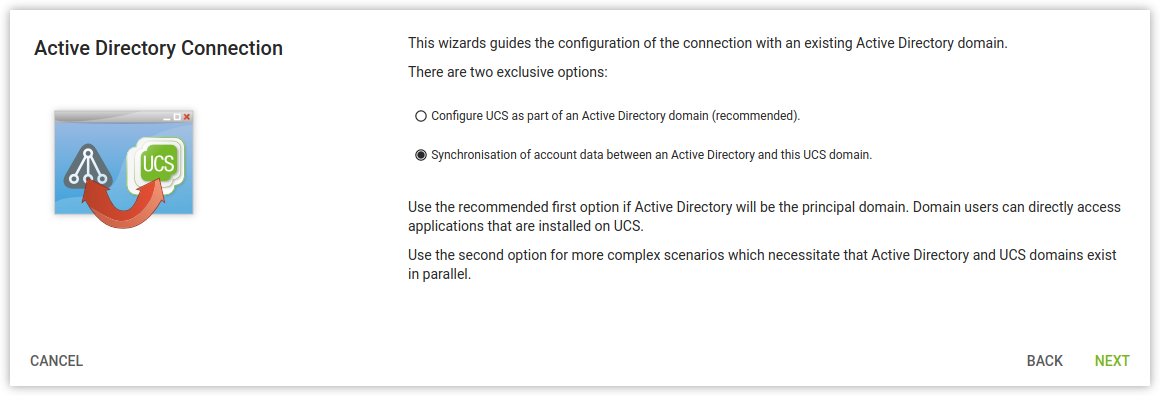 Active Directory Connection
This wizards guides the configuration of the connection with an existing Active Directory domain.
There are two exclusive options:
Configure UCS as part of an Active Directory domain (recommended).
Synchronisation of account data between an Active Directory and this UCS domain.
UCS
Use the recommended first option if Active Directory will be the principal domain. Domain users can directly access
applications that are installed on UCS.
Use the second option for more complex scenarios which necessitate that Active Directory and UCS domains exist
in parallel.
CANCEL
BACK
NEXT